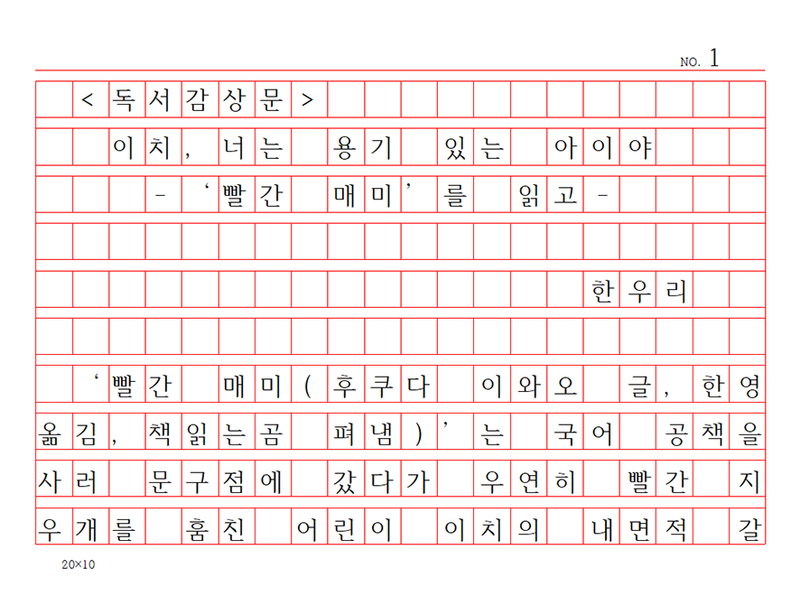 NO. 1
< 독서감상문 >
이치, 너는 용기 있는 아이야
- ‘빨간 매미’를 읽고 -
한우리
‘빨간 매미(후쿠다 이와오 글, 한영
옮김, 책읽는곰 펴냄)’는 국어 공책을
사러 문구점에 갔다가 우연히 빨간 지
우개를 훔친 어린이 이치의 내면적 갈
20×10